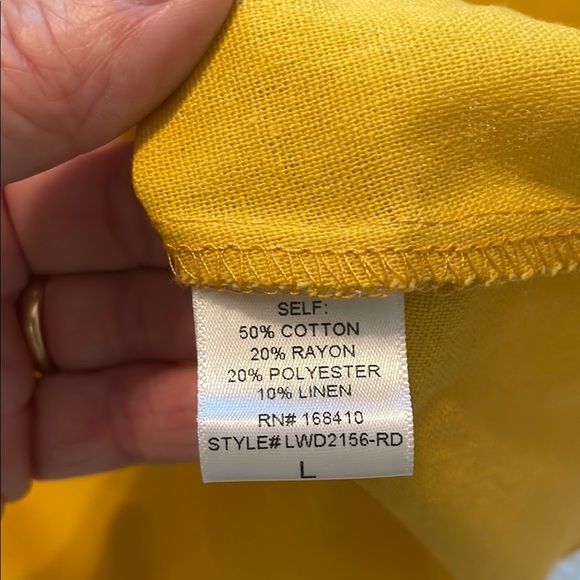 SELF:
50% COTTON
20% RAYON
20% POLYESTER
10% LINEN
RN# 168410
STYLE# LWD2156-RD
L